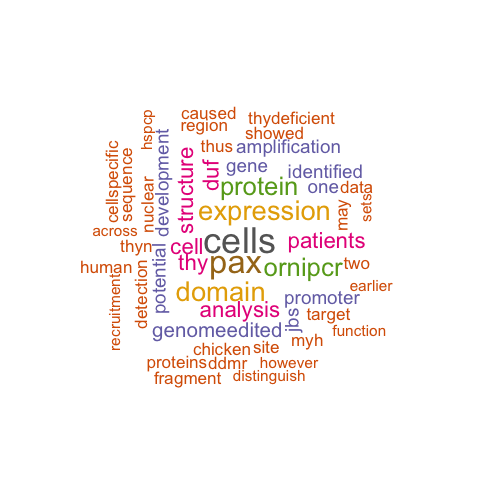 caused
thydeficient
region
showed
hspcp
thus
amplification
development
structure
duf
gene
identified
cellspecific
sequence
nuclear
protein
one
data
may
sets
expression
across
thyn
cell
cells
patients
human
potential
thy
pax
ornipcr
two
recruitment
detection
domain
promoter
earlier
analysis
jbs
target
genomeedited
myh
function
chicken
site
proteins
ddmr
however
fragment
distinguish